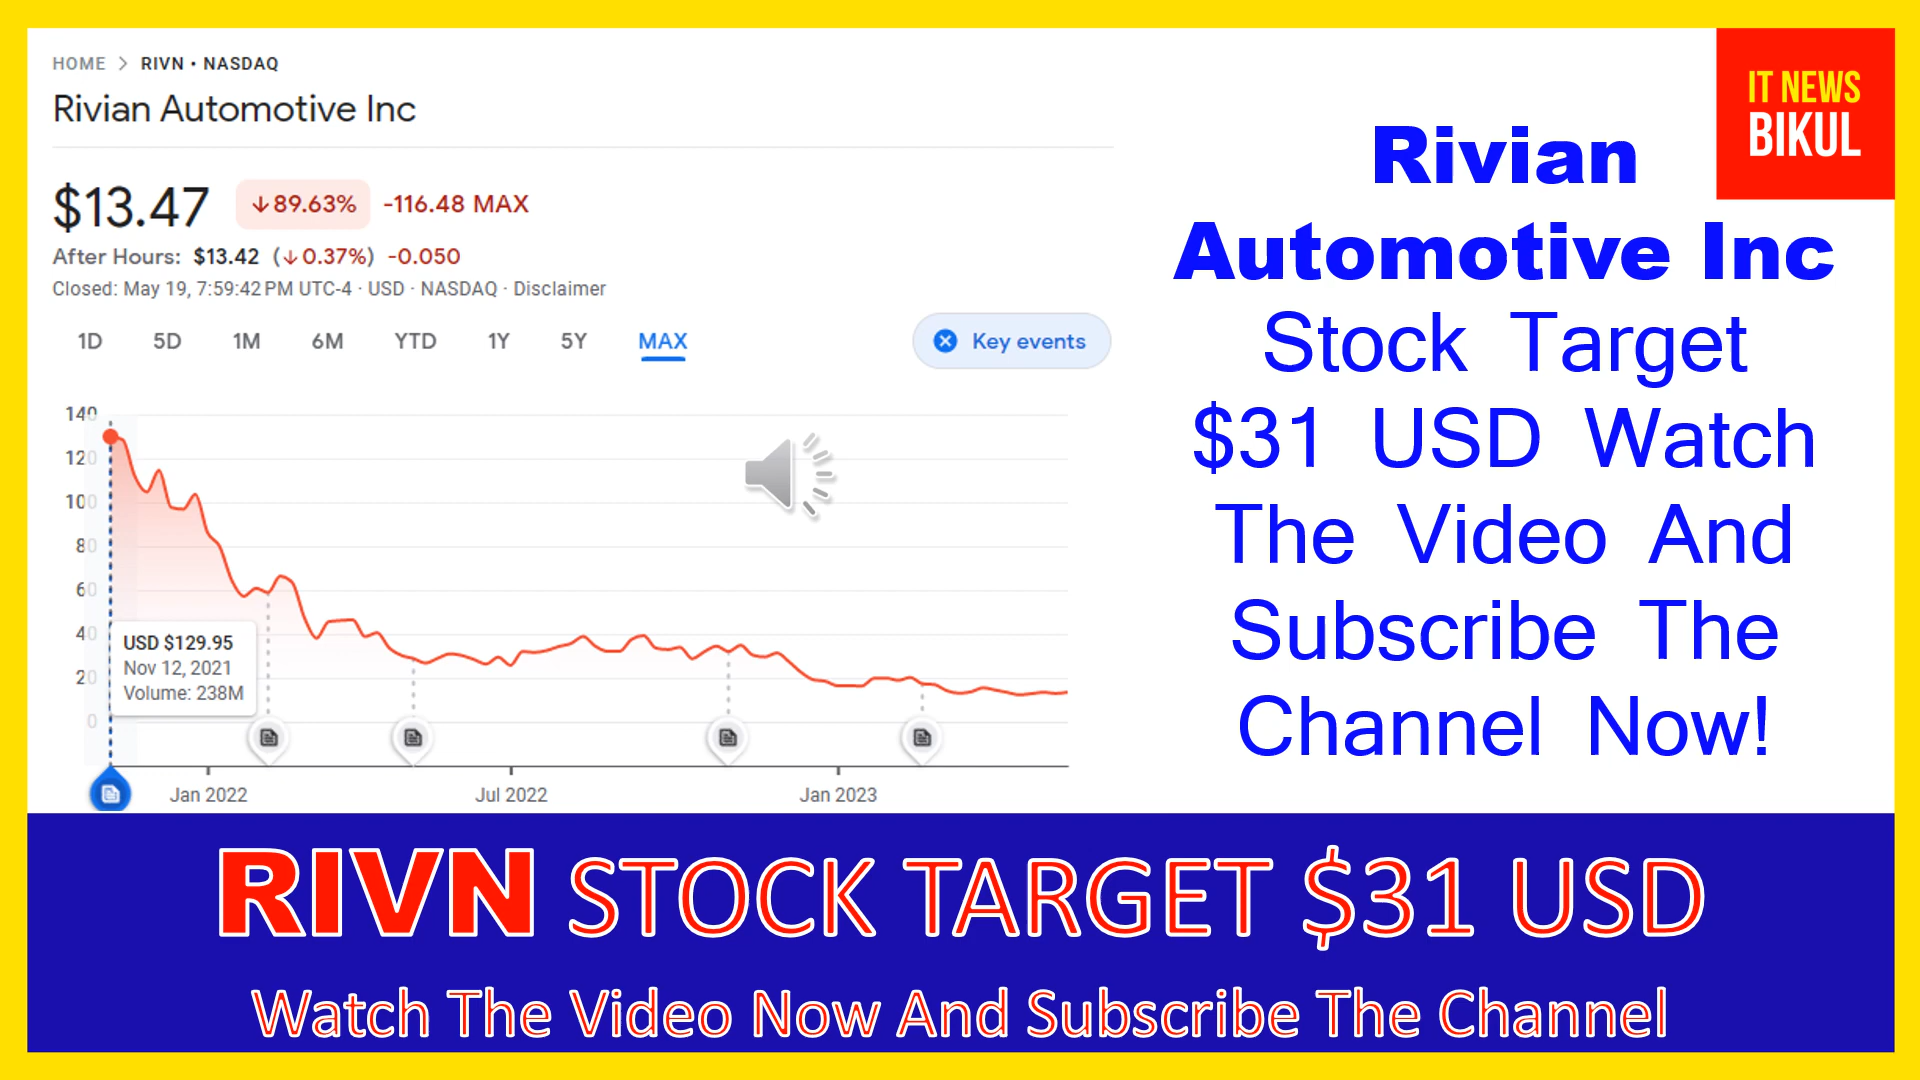 HOME > RIVN • NASDAQ
Rivian Automotive Inc
$13.47 ↓89.63% -116.48 MAX
After Hours: $13.42 (↓0.37%) -0.050
Closed: May 19, 7:59:42 PM UTC-4 · USD · NASDAQ · Disclaimer
1D 5D 1M 6M YTD 1Y 5Y MAX Key events
140
120
100
80
60
40
20
0
USD $129.95
Nov 12, 2021
Volume: 238M
Jan 2022 Jul 2022 Jan 2023
IT NEWS
BIKUL
Rivian
Automotive Inc
Stock Target
$31 USD Watch
The Video And
Subscribe The
Channel Now!
RIVN STOCK TARGET $31 USD
Watch The Video Now And Subscribe The Channel